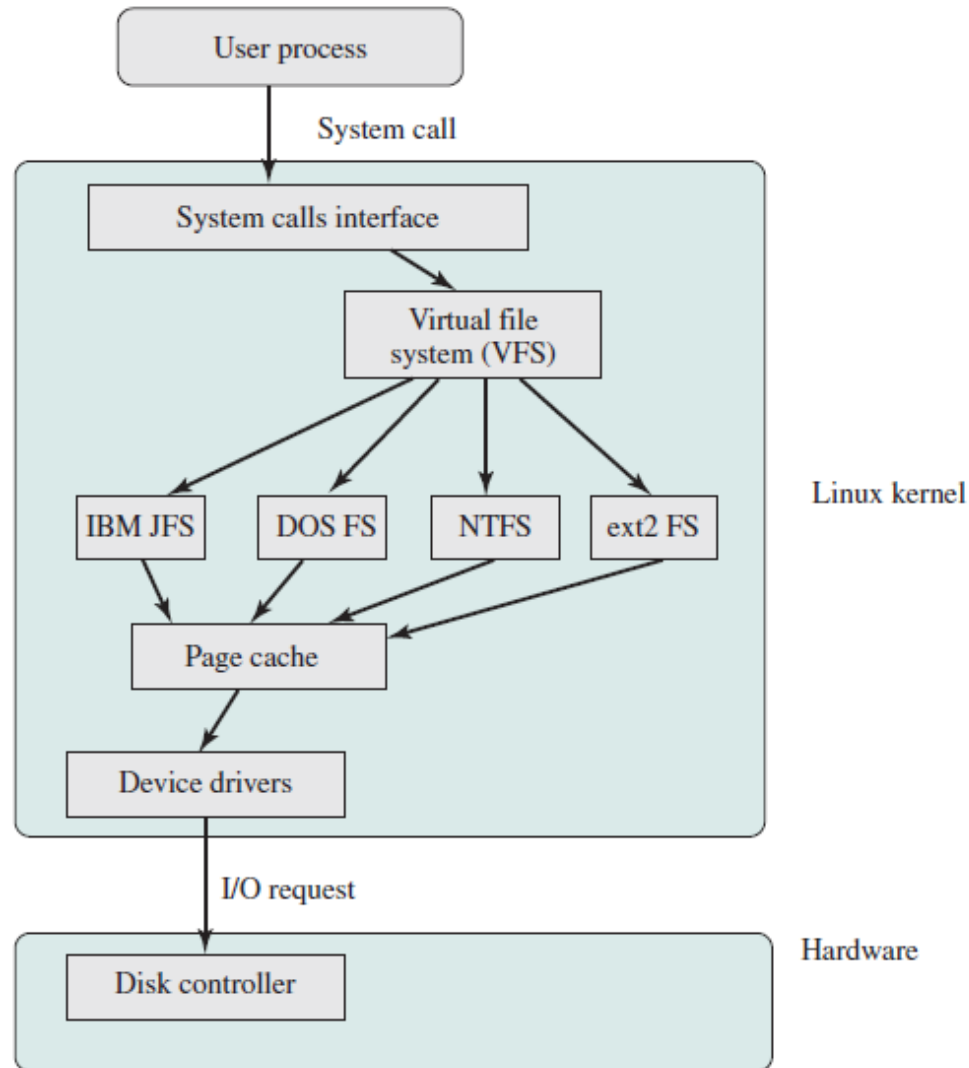 User process
System call
System calls interface
Virtual file
system (VFS)
Linux kernel
IBM JFS
DOS FS
NTFS
ext2 FS
Page cache
Device drivers
I/O request
Hardware
Disk controller